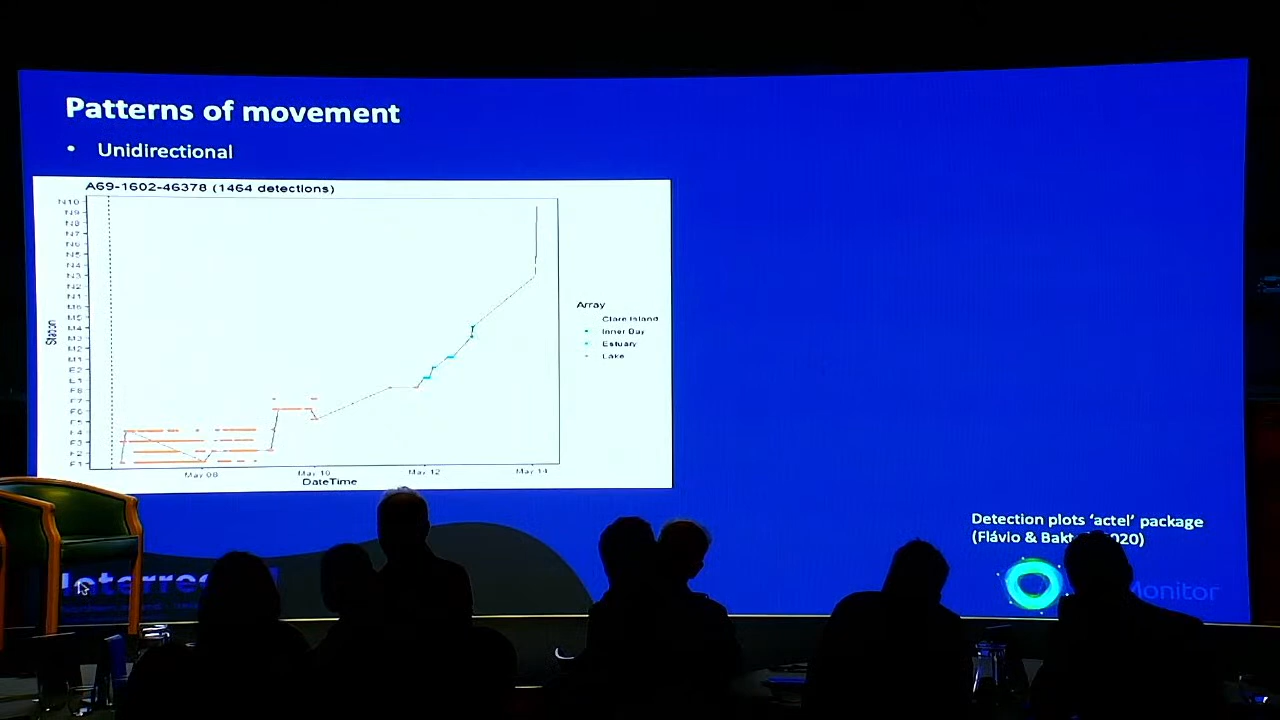 Patterns of movement
• Unidirectional
A69-1602-46378 (1464 detections)
N10
N9
N8
N7
N6
N5
N4
N3
N2
N1
M6
M5
M4
M3
M2
M1
E2
E1
F8
F7
F6
F5
F4
F3
F2
F1
Station
May 08
May 10
May 12
May 14
DateTime
Array
Clare Island
Inner Bay
Estuary
Lake
Detection plots ‘actel’ package
(Flávio &
Monitor